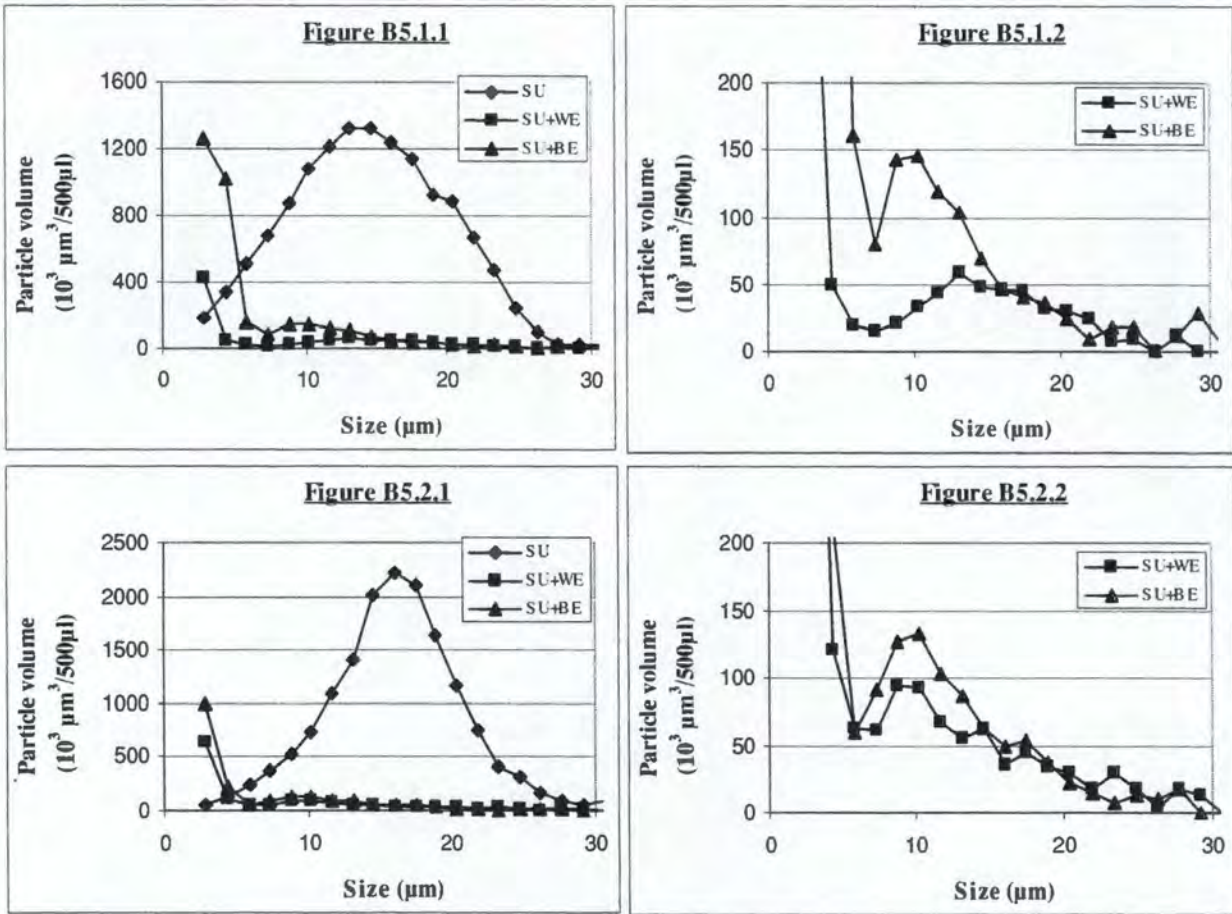 Figure B5.1.1
1600
1200
800
400
0
0 10 20 30
Particle volume
(10³ µm³/500µl)
Size (µm)
SU
SU+WE
SU+BE
Figure B5.1.2
200
150
100
50
0
0 10 20 30
Particle volume
(10³ µm³/500µl)
Size (µm)
SU+WE
SU+BE
Figure B5.2.1
2500
2000
1500
1000
500
0
0 10 20 30
Particle volume
(10³ µm³/500µl)
Size (µm)
SU
SU+WE
SU+BE
Figure B5.2.2
200
150
100
50
0
0 10 20 30
Particle volume
(10³ µm³/500µl)
Size (µm)
SU+WE
SU+BE